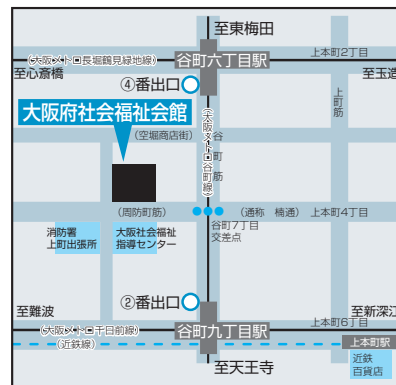 至東梅田
(大阪メトロ長堀鶴見緑地線)
谷町六丁目駅
上本町2丁目
至心斎橋
至玉造
④番出口
上町筋
大阪府社会福祉会館
(空堀商店街)
谷町筋
(大阪メトロ谷町線)
(周防町筋)
(通称 楠通)
上本町4丁目
消防署
上町出張所
大阪社会福祉
指導センター
谷町7丁目
交差点
②番出口
至難波
至新深江
(大阪メトロ千日前線)
谷町九丁目駅
上本町6丁目
(近鉄線)
上本町駅
至天王寺
近鉄
百貨店